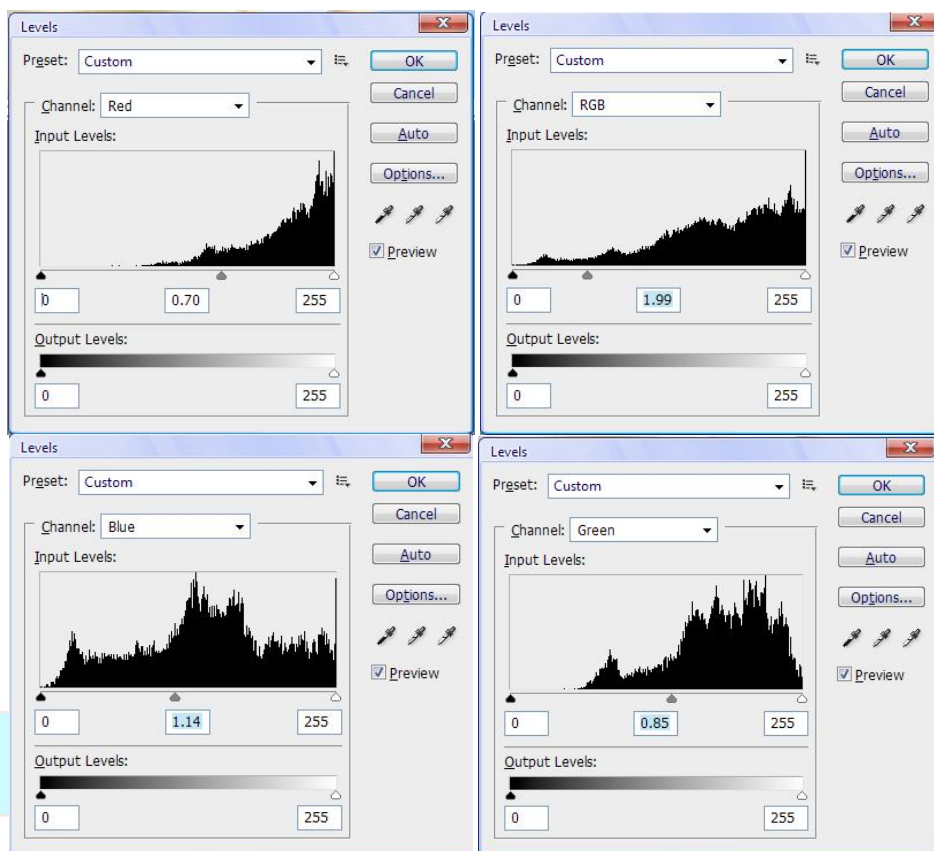 Levels
Preset: Custom
OK
Channel: Red
Cancel
Input Levels:
Auto
Options...
Preview
0 0.70 255
Output Levels:
0 255
Levels
Preset: Custom
OK
Channel: RGB
Cancel
Input Levels:
Auto
Options...
Preview
0 1.99 255
Output Levels:
0 255
Levels
Preset: Custom
OK
Channel: Blue
Cancel
Input Levels:
Auto
Options...
Preview
0 1.14 255
Output Levels:
0 255
Levels
Preset: Custom
OK
Channel: Green
Cancel
Input Levels:
Auto
Options...
Preview
0 0.85 255
Output Levels:
0 255